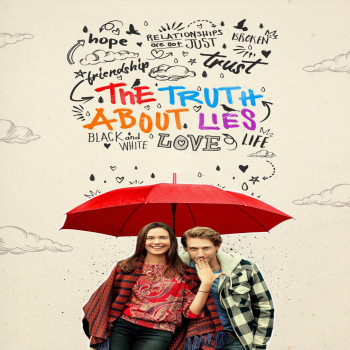 hope
RELATIONSHIPS
are not JUST
BROKEN
friendship
trust
THE TRUTH
ABOUT LIES
BLACK and
WHITE
LOVE
LIFE